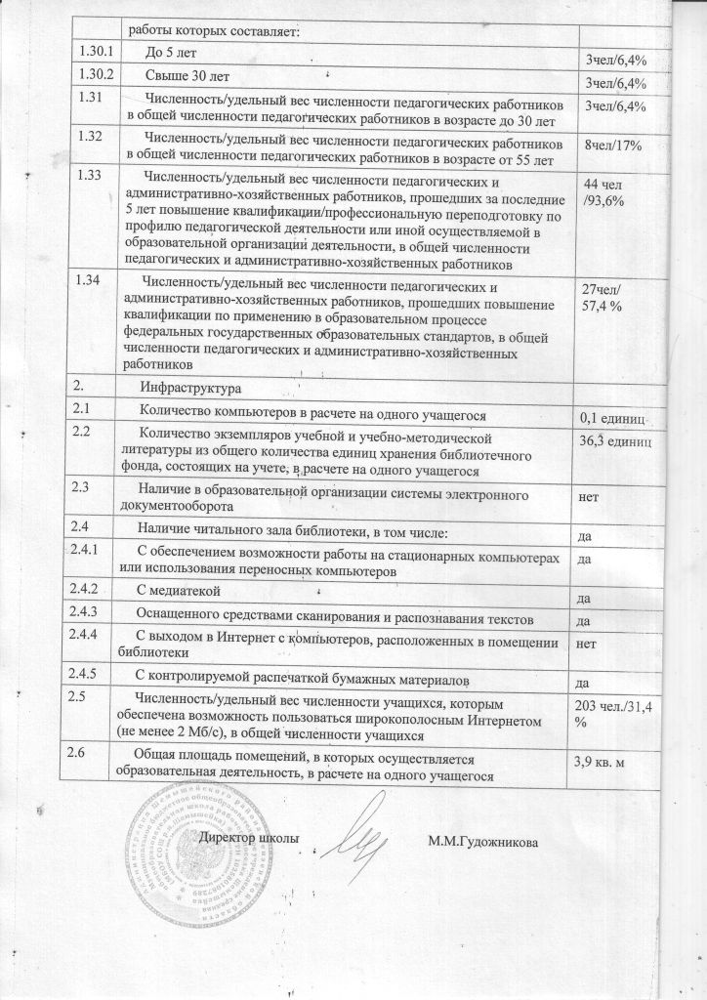 работы которых составляет:
1.30.1 До 5 лет 3чел/6,4%
1.30.2 Свыше 30 лет 3чел/6,4%
1.31 Численность/удельный вес численности педагогических работников 3чел/6,4%
в общей численности педагогических работников в возрасте до 30 лет
1.32 Численность/удельный вес численности педагогических работников 8чел/17%
в общей численности педагогических работников в возрасте от 55 лет
1.33 Численность/удельный вес численности педагогических и 44 чел
административно-хозяйственных работников, прошедших за последние /93,6%
5 лет повышение квалификации/профессиональную переподготовку по
профилю педагогической деятельности или иной осуществляемой в
образовательной организации деятельности, в общей численности
педагогических и административно-хозяйственных работников
1.34 Численность/удельный вес численности педагогических и 27чел/
административно-хозяйственных работников, прошедших повышение 57,4 %
квалификации по применению в образовательном процессе
федеральных государственных образовательных стандартов, в общей
численности педагогических и административно-хозяйственных
работников
2. Инфраструктура
2.1 Количество компьютеров в расчете на одного учащегося 0,1 единиц
2.2 Количество экземпляров учебной и учебно-методической 36,3 единиц
литературы из общего количества единиц хранения библиотечного
фонда, состоящих на учете, в расчете на одного учащегося
2.3 Наличие в образовательной организации системы электронного нет
документооборота
2.4 Наличие читального зала библиотеки, в том числе: да
2.4.1 С обеспечением возможности работы на стационарных компьютерах да
или использования переносных компьютеров
2.4.2 С медиатекой да
2.4.3 Оснащенного средствами сканирования и распознавания текстов да
2.4.4 С выходом в Интернет с компьютеров, расположенных в помещении нет
библиотеки
2.4.5 С контролируемой распечаткой бумажных материалов да
2.5 Численность/удельный вес численности учащихся, которым 203 чел./31,4
обеспечена возможность пользоваться широкополосным Интернетом %
(не менее 2 Мб/с), в общей численности учащихся
2.6 Общая площадь помещений, в которых осуществляется 3,9 кв. м
образовательная деятельность, в расчете на одного учащегося
Директор школы М.М.Гудожникова